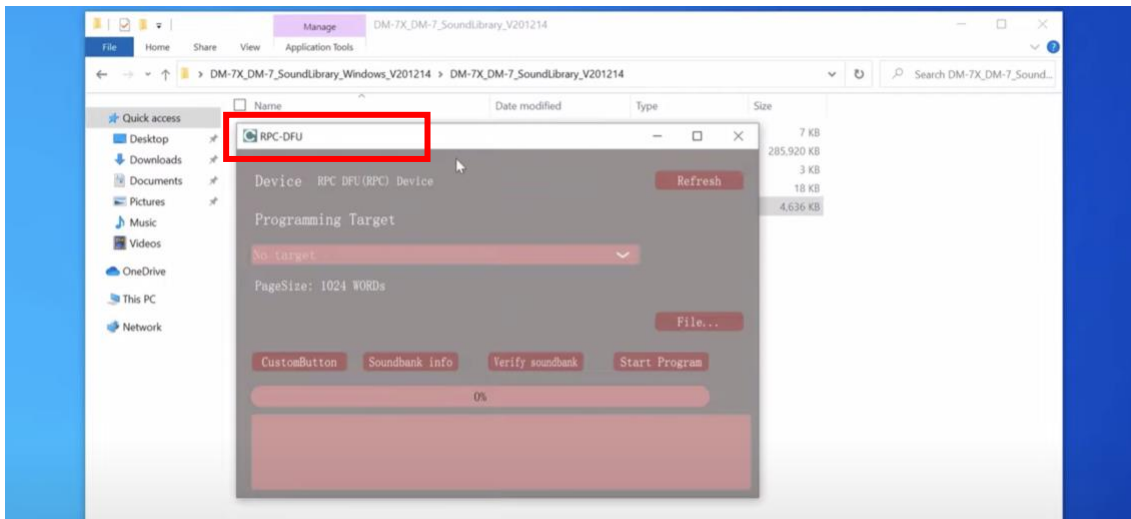 Manage
DM-7X_DM-7_SoundLibrary_V201214
File Home Share View Application Tools
DM-7X_DM-7_SoundLibrary_Windows_V201214 > DM-7X_DM-7_SoundLibrary_V201214
Search DM-7X_DM-7_Sound...
Name Date modified Type Size
Quick access
Desktop
Downloads
Documents
Pictures
Music
Videos
OneDrive
This PC
Network
7 KB
285,920 KB
3 KB
18 KB
4,636 KB
RPC-DFU
Device RPC DFU(RPC) Device Refresh
Programming Target
No target
PageSize: 1024 WORDs
File...
CustomButton Soundbank info Verify soundbank Start Program
0%